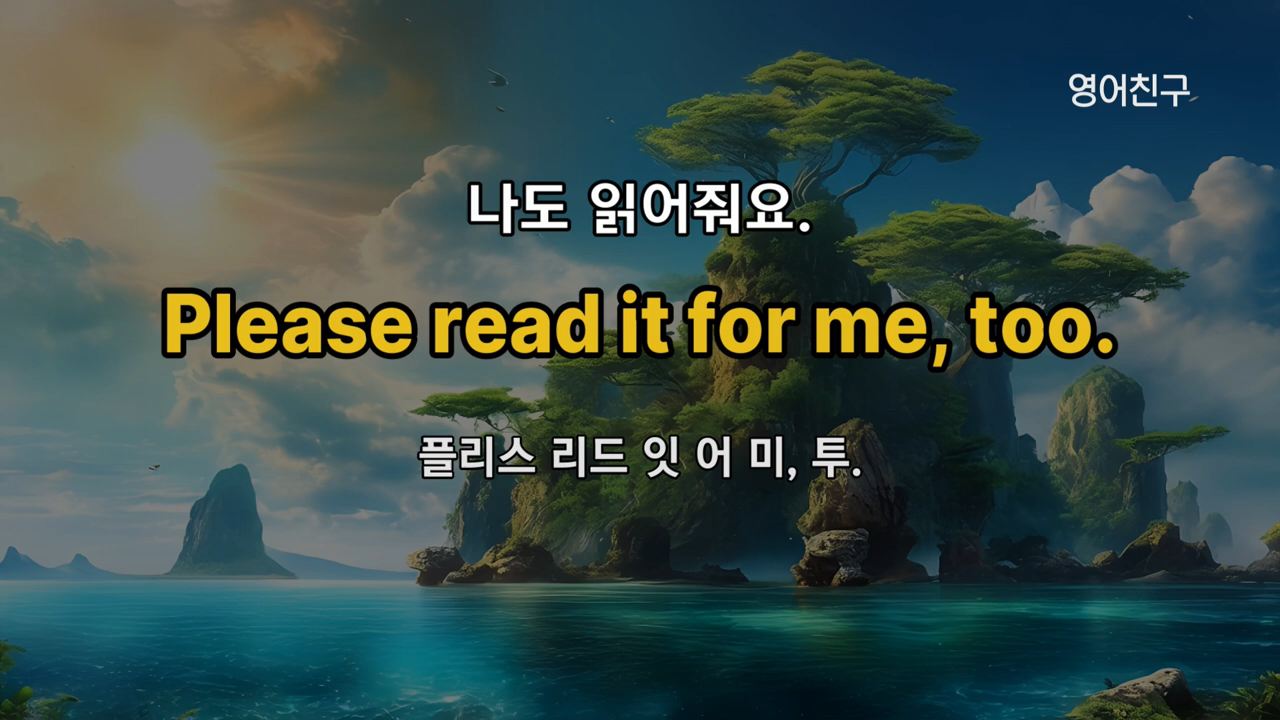 영어친구
나도 읽어줘요.
Please read it for me, too.
플리스 리드 잇 어 미, 투.